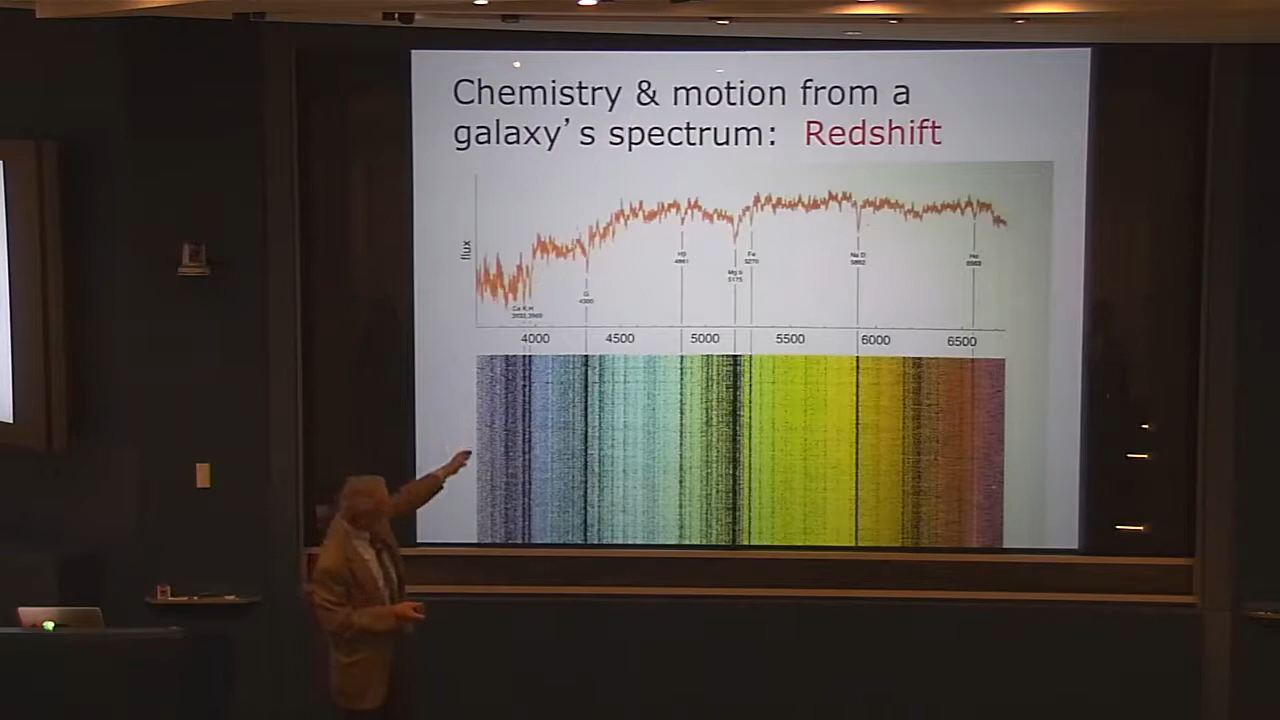 Chemistry & motion from a
galaxy’s spectrum: Redshift
flux
Hβ
4861
Fe
5270
Na D
5892
Hα
6563
Mg b
5175
G
4300
Ca K H
4000 4500 5000 5500 6000 6500